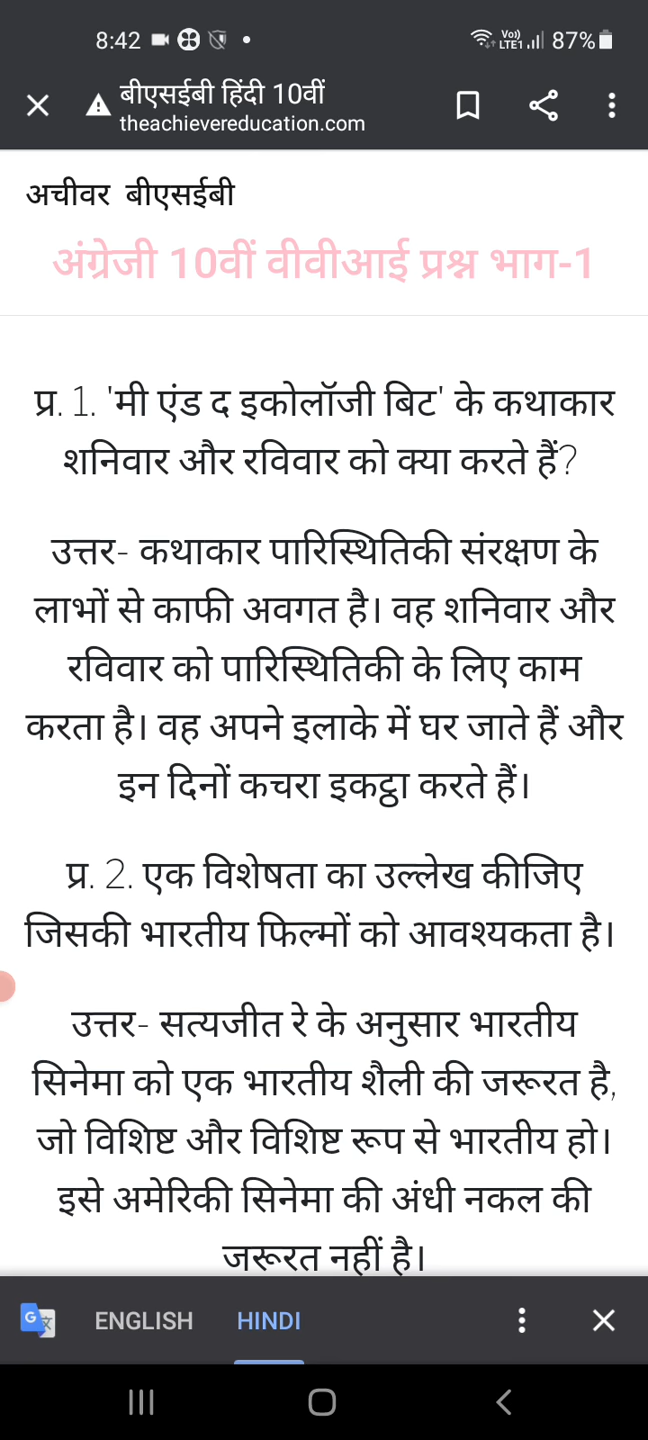 8:42
Vo)) LTE1 87%
बीएसईबी हिंदी 10वीं
theachievereducation.com
अचीवर बीएसईबी
अंग्रेजी 10वीं वीवीआई प्रश्न भाग-1
प्र. 1. 'मी एंड द इकोलॉजी बिट' के कथाकार
शनिवार और रविवार को क्या करते हैं?
उत्तर- कथाकार पारिस्थितिकी संरक्षण के
लाभों से काफी अवगत है। वह शनिवार और
रविवार को पारिस्थितिकी के लिए काम
करता है। वह अपने इलाके में घर जाते हैं और
इन दिनों कचरा इकट्ठा करते हैं।
प्र. 2. एक विशेषता का उल्लेख कीजिए
जिसकी भारतीय फिल्मों को आवश्यकता है।
उत्तर- सत्यजीत रे के अनुसार भारतीय
सिनेमा को एक भारतीय शैली की जरूरत है,
जो विशिष्ट और विशिष्ट रूप से भारतीय हो।
इसे अमेरिकी सिनेमा की अंधी नकल की
जरूरत नहीं है।
ENGLISH HINDI